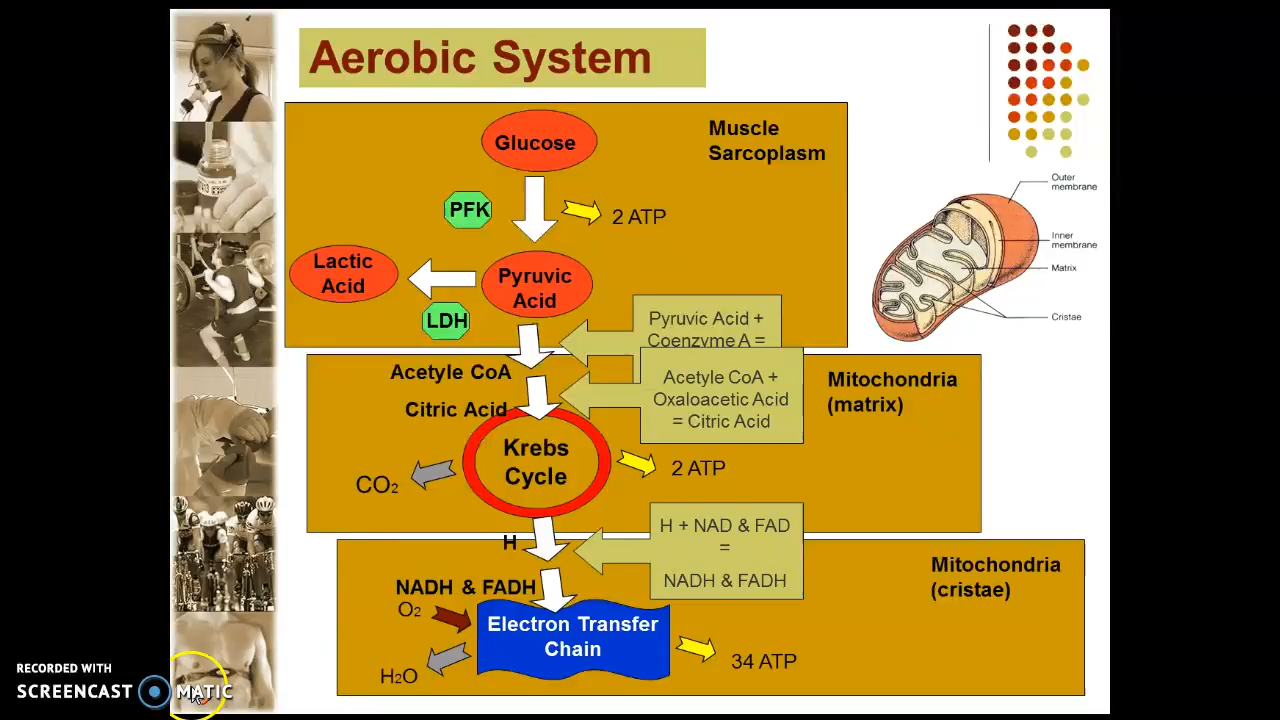 Aerobic System
Muscle
Sarcoplasm
Glucose
PFK
2 ATP
Lactic
Acid
Pyruvic
Acid
LDH
Pyruvic Acid +
Coenzyme A =
Acetyle CoA
Acetyle CoA +
Oxaloacetic Acid
= Citric Acid
Citric Acid
Mitochondria
(matrix)
Krebs
Cycle
CO₂
2 ATP
H
H + NAD & FAD
=
NADH & FADH
Mitochondria
(cristae)
NADH & FADH
O₂
Electron Transfer
Chain
H₂O
34 ATP
Outer
membrane
Inner
membrane
Matrix
Cristae
RECORDED WITH
SCREENCAST MATIC